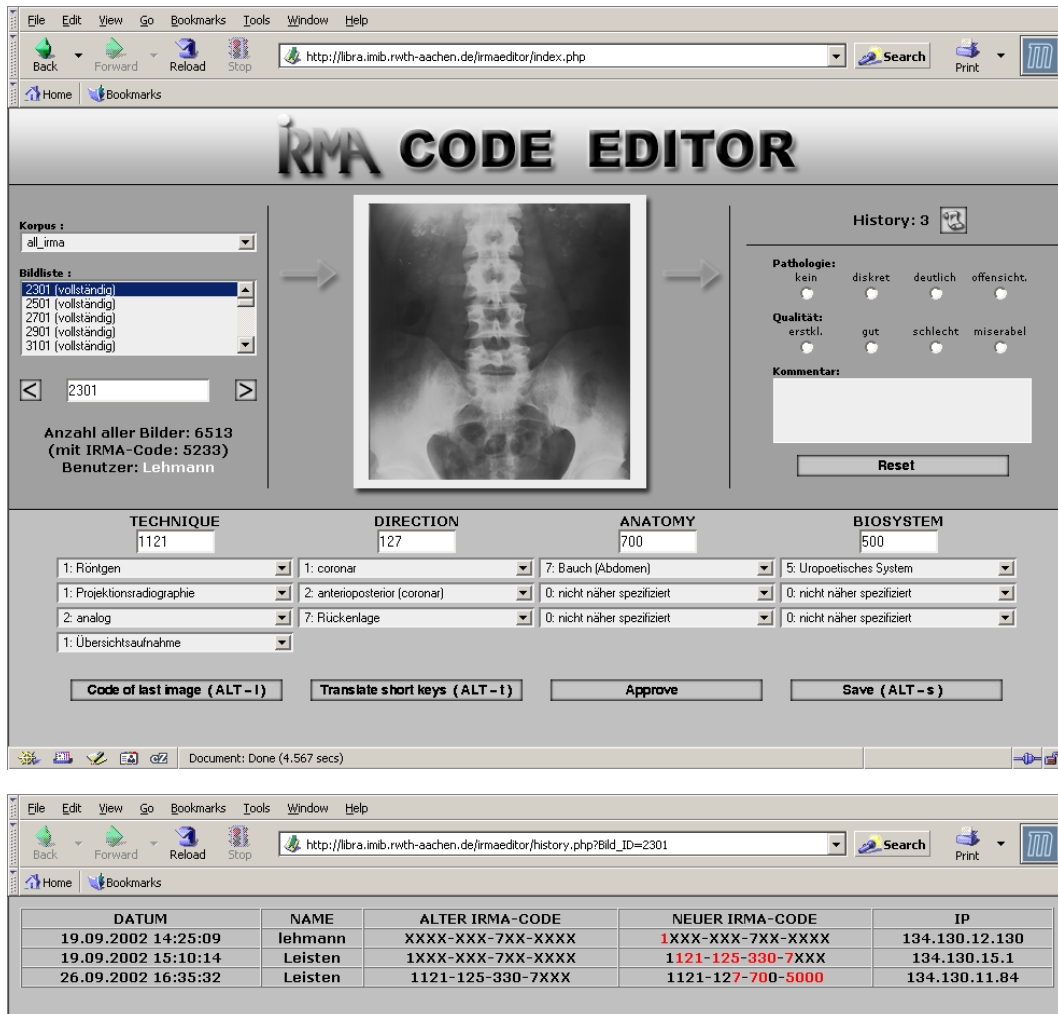 File Edit View Go Bookmarks Tools Window Help
Back Forward Reload Stop http://libra.imib.rwth-aachen.de/irmaeditor/index.php Search Print
Home Bookmarks
IRMA CODE EDITOR
Korpus :
all_irma
Bildliste :
2301 (vollständig)
2501 (vollständig)
2701 (vollständig)
2901 (vollständig)
3101 (vollständig)
< 2301 >
Anzahl aller Bilder: 6513
(mit IRMA-Code: 5233)
Benutzer: Lehmann
History: 3
Pathologie:
kein diskret deutlich offensicht.
Qualität:
erstkl. gut schlecht miserabel
Kommentar:
Reset
TECHNIQUE DIRECTION ANATOMY BIOSYSTEM
1121 127 700 500
1: Röntgen 1: coronar 7: Bauch (Abdomen) 5: Uropoetisches System
1: Projektionsradiographie 2: anterioposterior (coronar) 0: nicht näher spezifiziert 0: nicht näher spezifiziert
2: analog 7: Rückenlage 0: nicht näher spezifiziert 0: nicht näher spezifiziert
1: Übersichtsaufnahme
Code of last image (ALT-l) Translate short keys (ALT-t) Approve Save (ALT-s)
Document: Done (4.567 secs)
File Edit View Go Bookmarks Tools Window Help
Back Forward Reload Stop http://libra.imib.rwth-aachen.de/irmaeditor/history.php?Bild_ID=2301 Search Print
Home Bookmarks
DATUM NAME ALTER IRMA-CODE NEUER IRMA-CODE IP
19.09.2002 14:25:09 lehmann XXXX-XXX-7XX-XXXX 1XXX-XXX-7XX-XXXX 134.130.12.130
19.09.2002 15:10:14 Leisten 1XXX-XXX-7XX-XXXX 1121-125-330-7XXX 134.130.15.1
26.09.2002 16:35:32 Leisten 1121-125-330-7XXX 1121-127-700-5000 134.130.11.84